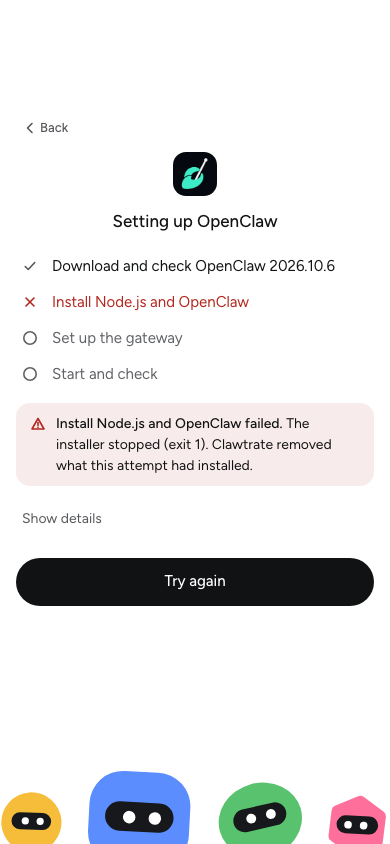 Back
Setting up OpenClaw
Download and check OpenClaw 2026.10.6
Install Node.js and OpenClaw
Set up the gateway
Start and check
Install Node.js and OpenClaw failed. The
installer stopped (exit 1). Clawtrate removed
what this attempt had installed.
Show details
Try again